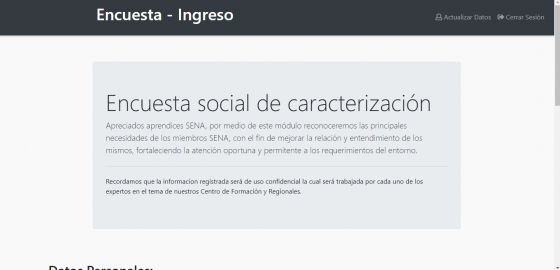 Encuesta - Ingreso
Actualizar Datos
Cerrar Sesión
Encuesta social de caracterización
Apreciados aprendices SENA, por medio de este módulo reconoceremos las principales
necesidades de los miembros SENA, con el fin de mejorar la relación y entendimiento de los
mismos, fortaleciendo la atención oportuna y permitente a los requerimientos del entorno.
Recordamos que la informacion registrada será de uso confidencial la cual será trabajada por cada uno de los
expertos en el tema de nuestros Centro de Formación y Regionales.
Datos Personales: